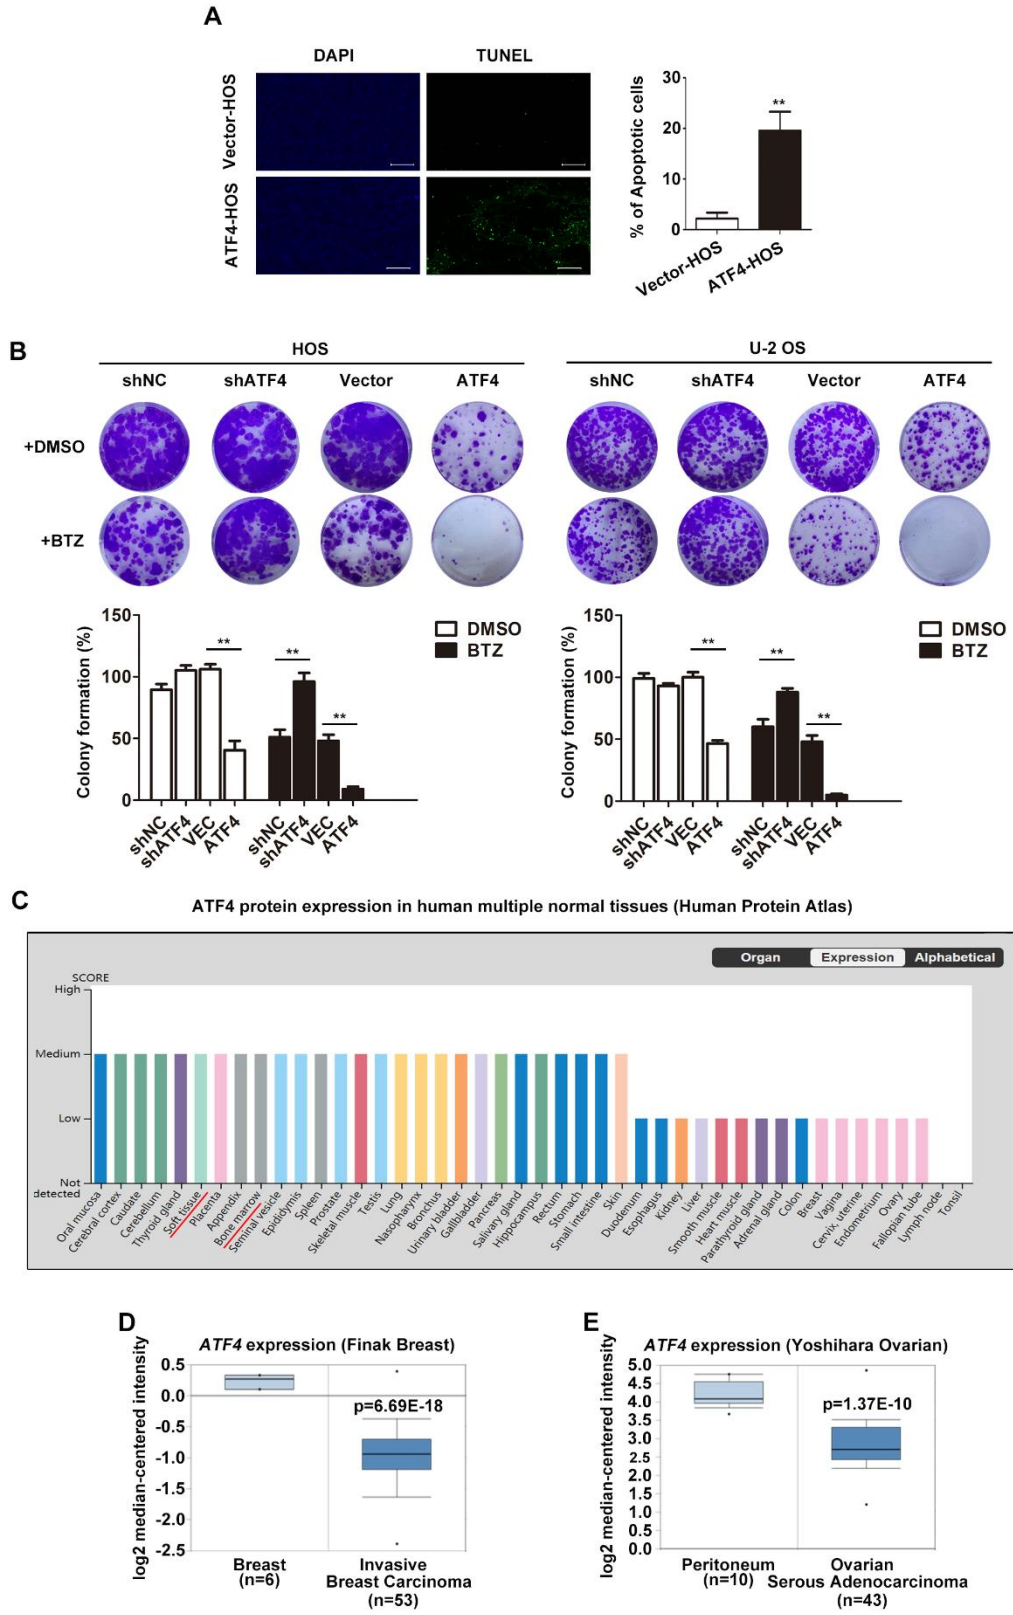 A
DAPI
TUNEL
Vector-HOS
ATF4-HOS
% of Apoptotic cells
30
20
10
0
**
Vector-HOS
ATF4-HOS
B
HOS
shNC
shATF4
Vector
ATF4
U-2 OS
shNC
shATF4
Vector
ATF4
+DMSO
+BTZ
Colony formation (%)
150
100
50
0
**
**
**
DMSO
BTZ
shNC
shATF4
VEC
ATF4
shNC
shATF4
VEC
ATF4
Colony formation (%)
150
100
50
0
**
**
**
DMSO
BTZ
shNC
shATF4
VEC
ATF4
shNC
shATF4
VEC
ATF4
C
ATF4 protein expression in human multiple normal tissues (Human Protein Atlas)
Organ
Expression
Alphabetical
SCORE
High
Medium
Low
Not
detected
Oral mucosa
Cerebral cortex
Caudate
Cerebellum
Thyroid gland
Soft tissue
Placenta
Appendix
Bone marrow
Seminal vesicle
Epididymis
Spleen
Prostate
Skeletal muscle
Testis
Lung
Nasopharynx
Bronchus
Urinary bladder
Gallbladder
Pancreas
Salivary gland
Hippocampus
Rectum
Stomach
Small intestine
Skin
Duodenum
Esophagus
Kidney
Liver
Smooth muscle
Heart muscle
Parathyroid gland
Adrenal gland
Colon
Breast
Vagina
Cervix, uterine
Endometrium
Ovary
Fallopian tube
Lymph node
Tonsil
D
ATF4 expression (Finak Breast)
log2 median-centered intensity
0.5
0.0
-0.5
-1.0
-1.5
-2.0
-2.5
p=6.69E-18
Breast
(n=6)
Invasive
Breast Carcinoma
(n=53)
E
ATF4 expression (Yoshihara Ovarian)
log2 median-centered intensity
5.0
4.5
4.0
3.5
3.0
2.5
2.0
1.5
1.0
0.5
0.0
p=1.37E-10
Peritoneum
(n=10)
Ovarian
Serous Adenocarcinoma
(n=43)